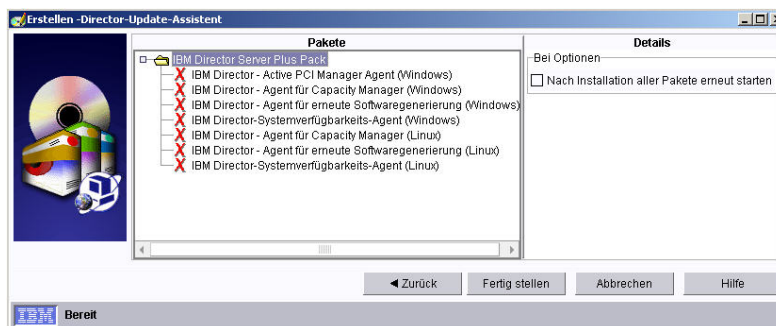 Erstellen -Director-Update-Assistent
Pakete
IBM Director Server Plus Pack
IBM Director - Active PCI Manager Agent (Windows)
IBM Director - Agent für Capacity Manager (Windows)
IBM Director - Agent für erneute Softwaregenerierung (Windows)
IBM Director-Systemverfügbarkeits-Agent (Windows)
IBM Director - Agent für Capacity Manager (Linux)
IBM Director - Agent für erneute Softwaregenerierung (Linux)
IBM Director-Systemverfügbarkeits-Agent (Linux)
Details
Bei Optionen
Nach Installation aller Pakete erneut starten
Zurück
Fertig stellen
Abbrechen
Hilfe
IBM Bereit